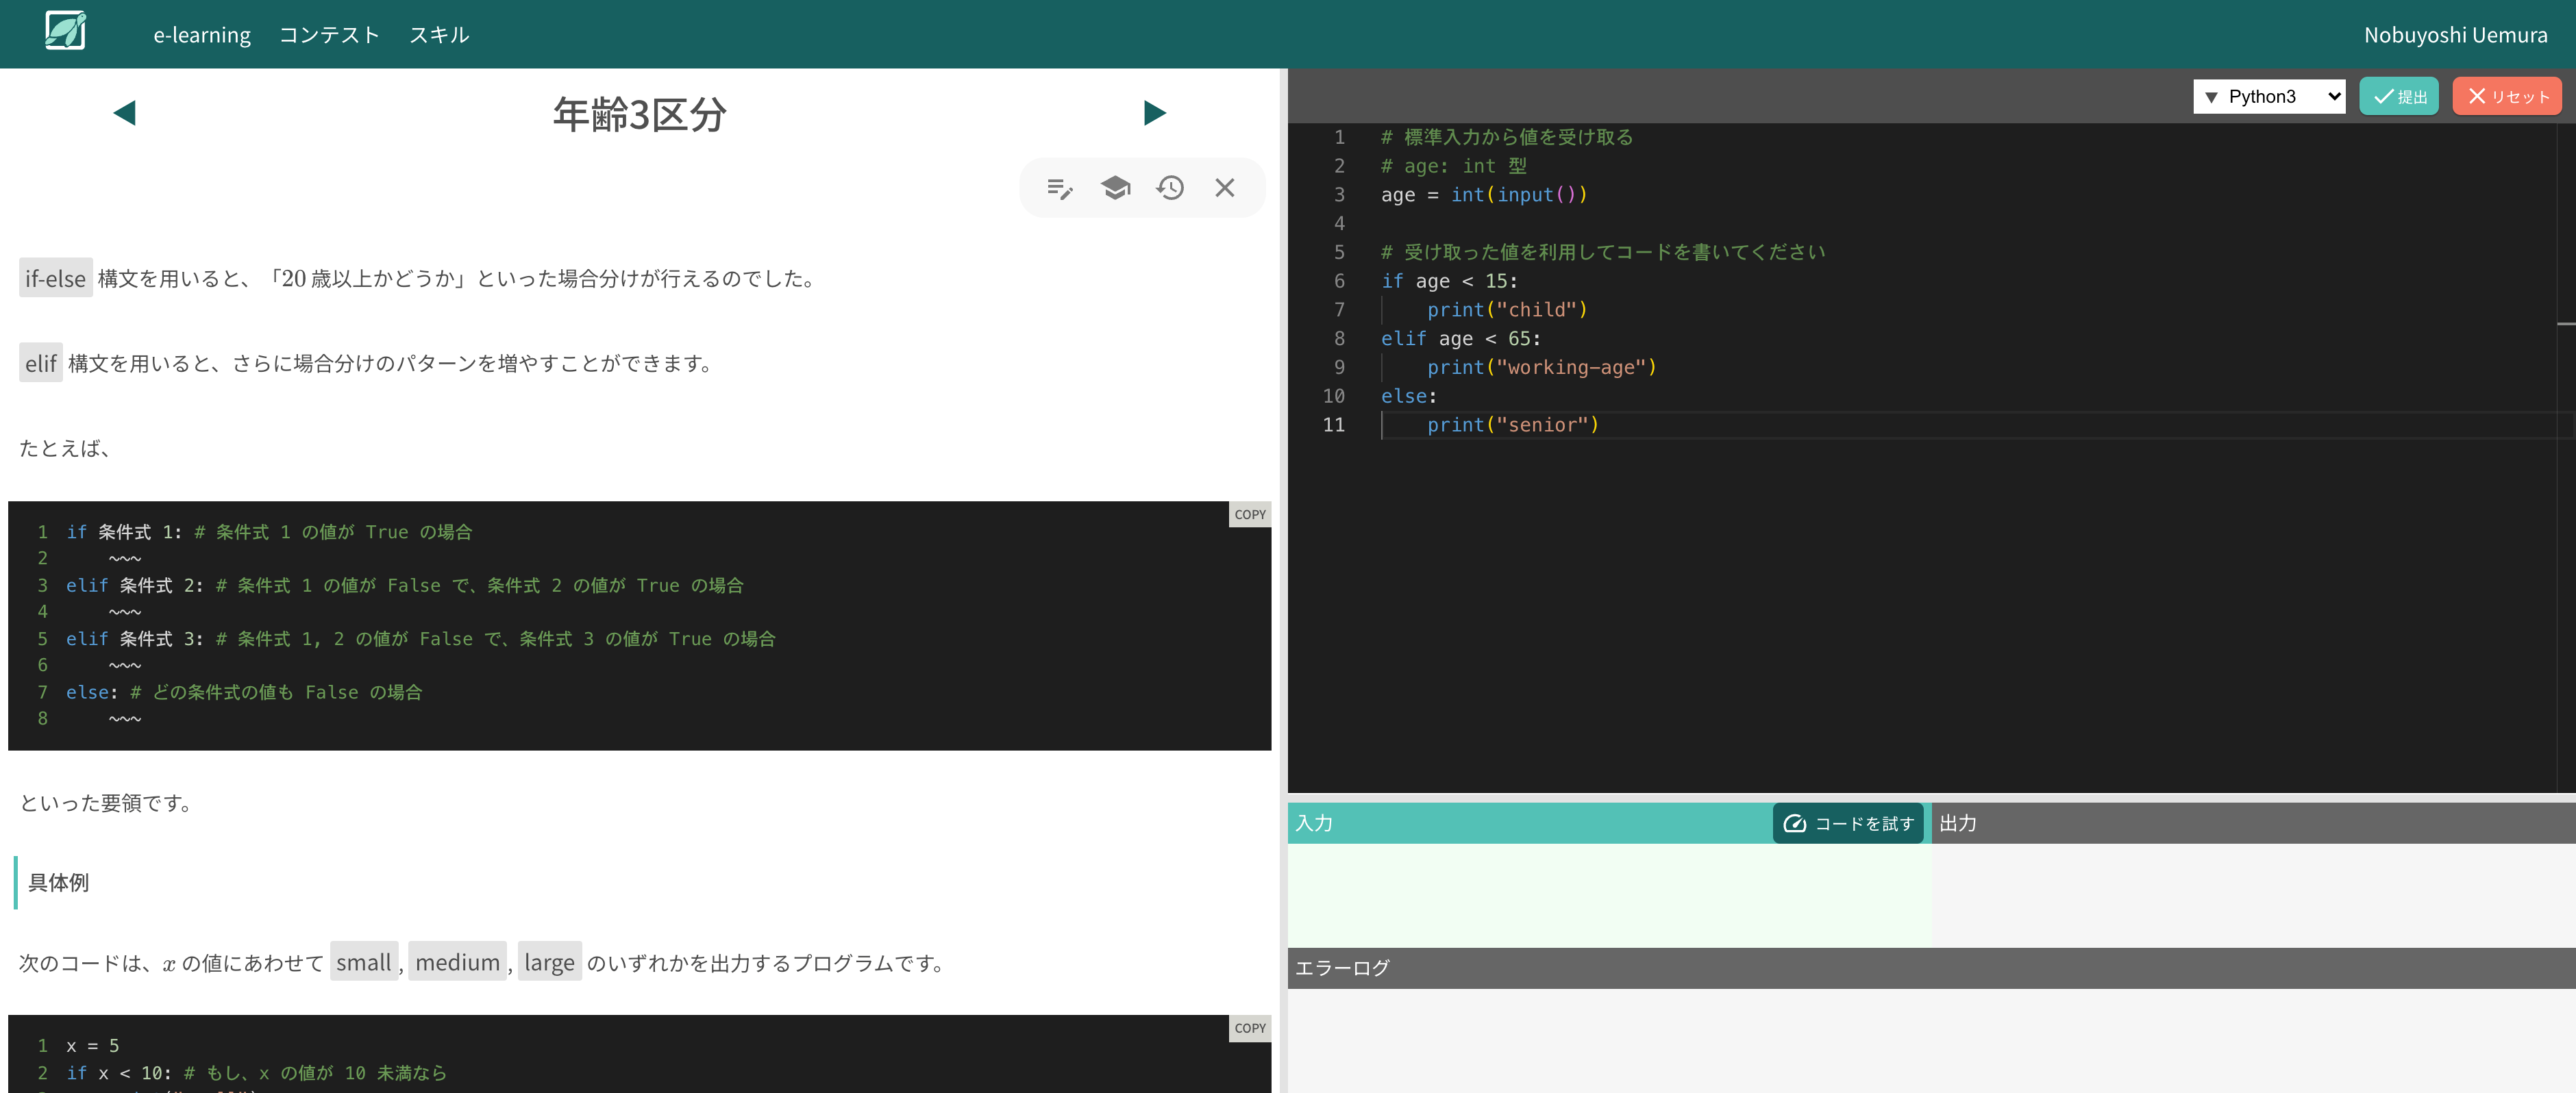 e-learning コンテスト スキル
Nobuyoshi Uemura
年齢3区分
if-else 構文を用いると、「20 歳以上かどうか」といった場合分けが行えるのでした。
elif 構文を用いると、さらに場合分けのパターンを増やすことができます。
たとえば、
COPY
1 if 条件式 1: # 条件式 1 の値が True の場合
2     ~~~
3 elif 条件式 2: # 条件式 1 の値が False で、条件式 2 の値が True の場合
4     ~~~
5 elif 条件式 3: # 条件式 1, 2 の値が False で、条件式 3 の値が True の場合
6     ~~~
7 else: # どの条件式の値も False の場合
8     ~~~
といった要領です。
具体例
次のコードは、x の値にあわせて small , medium , large のいずれかを出力するプログラムです。
COPY
1 x = 5
2 if x < 10: # もし、x の値が 10 未満なら
▼ Python3
提出
リセット
1 # 標準入力から値を受け取る
2 # age: int 型
3 age = int(input())
4
5 # 受け取った値を利用してコードを書いてください
6 if age < 15:
7     print("child")
8 elif age < 65:
9     print("working-age")
10 else:
11     print("senior")
入力
コードを試す
出力
エラーログ